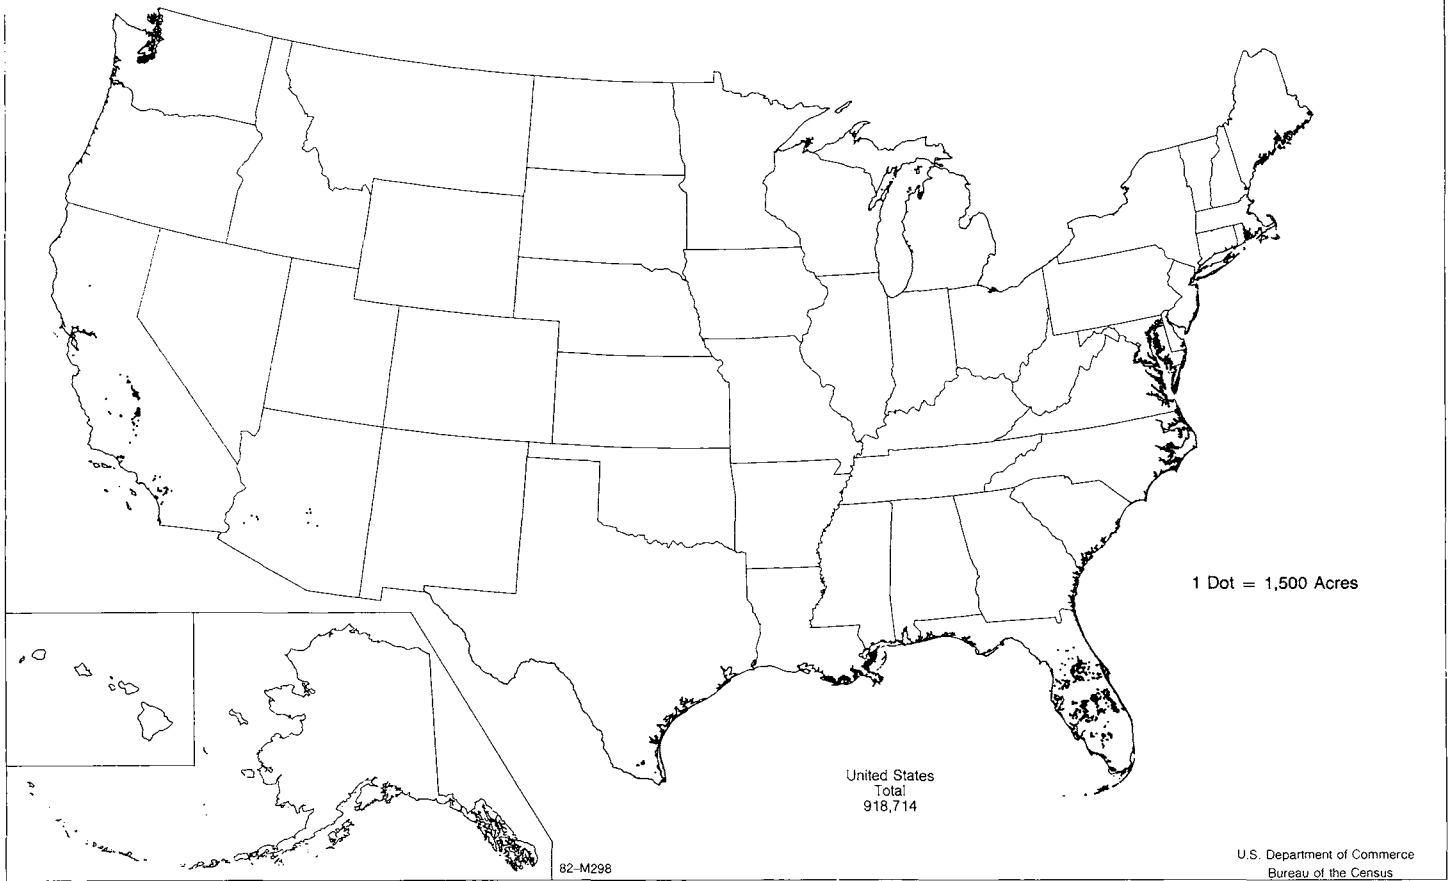 1 Dot = 1,500 Acres
United States
Total
918,714
82-M298
U.S. Department of Commerce
Bureau of the Census